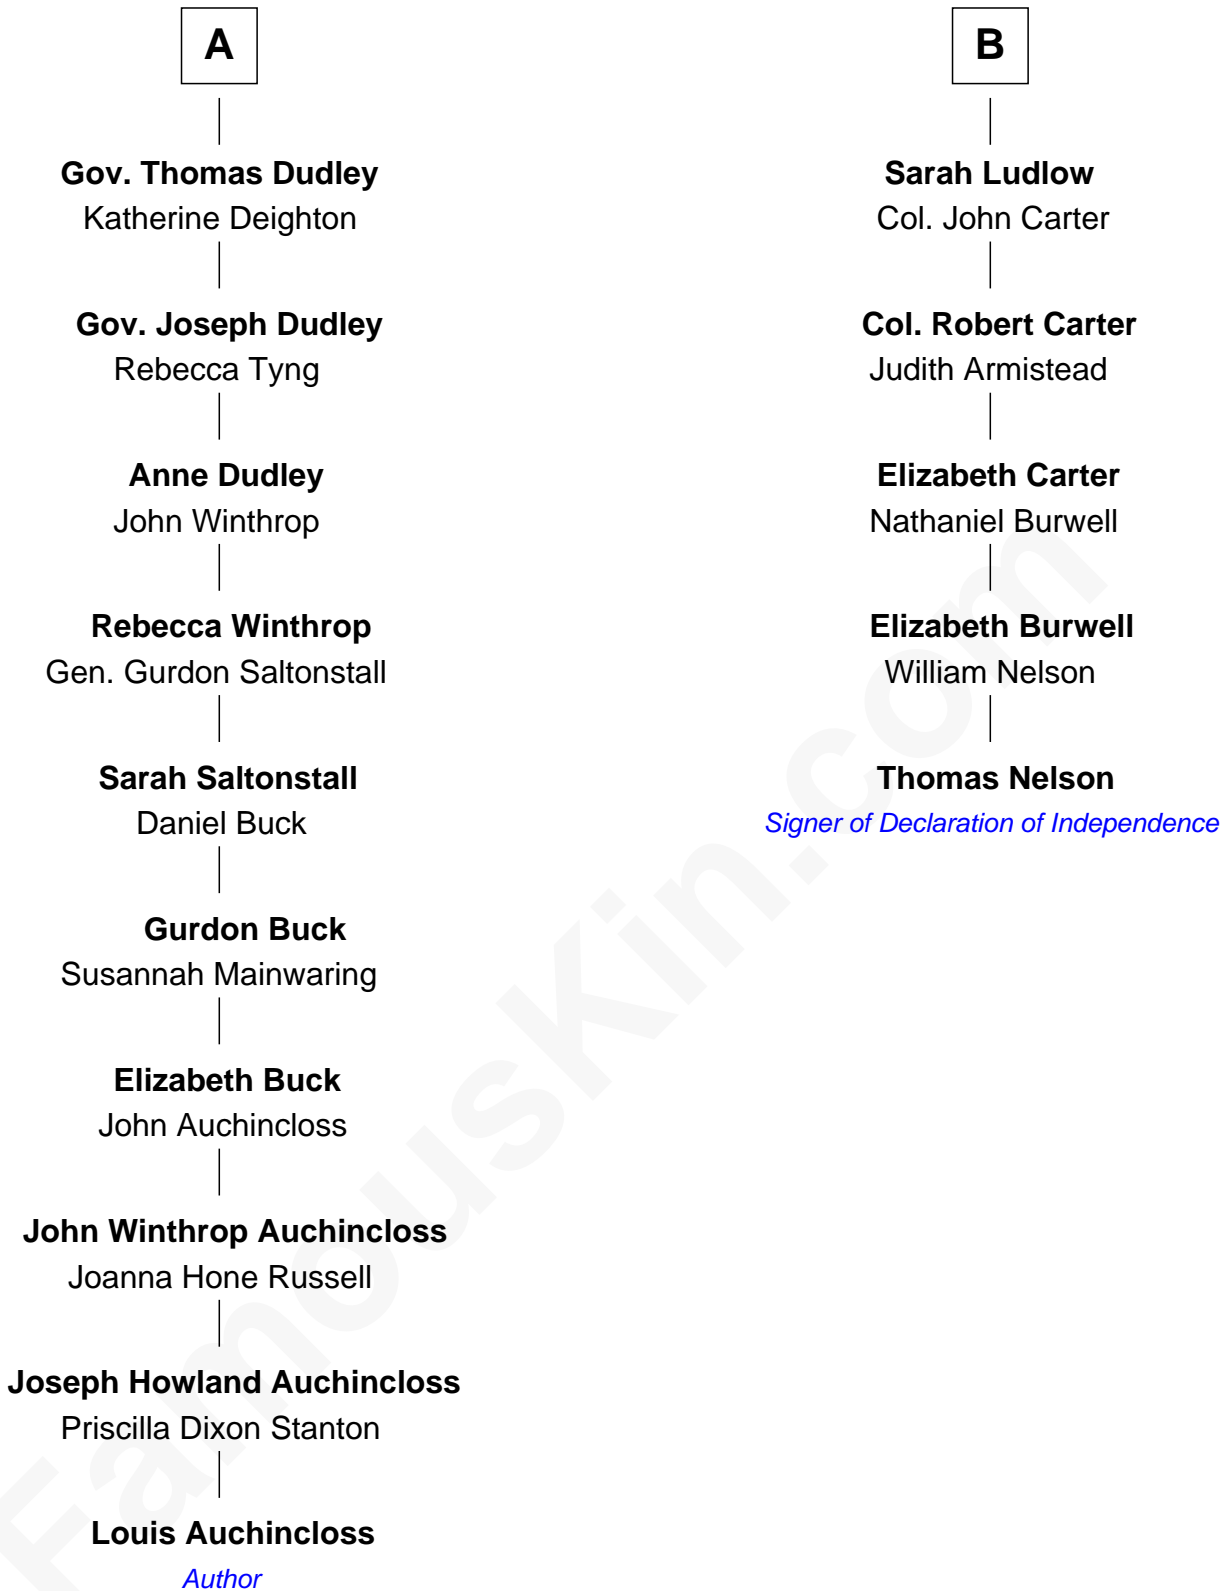 A
Gov. Thomas Dudley
Katherine Deighton
Gov. Joseph Dudley
Rebecca Tyng
Anne Dudley
John Winthrop
Rebecca Winthrop
Gen. Gurdon Saltonstall
Sarah Saltonstall
Daniel Buck
Gurdon Buck
Susannah Mainwaring
Elizabeth Buck
John Auchincloss
John Winthrop Auchincloss
Joanna Hone Russell
Joseph Howland Auchincloss
Priscilla Dixon Stanton
Louis Auchincloss
Author
B
Sarah Ludlow
Col. John Carter
Col. Robert Carter
Judith Armistead
Elizabeth Carter
Nathaniel Burwell
Elizabeth Burwell
William Nelson
Thomas Nelson
Signer of Declaration of Independence
FamousKin.com